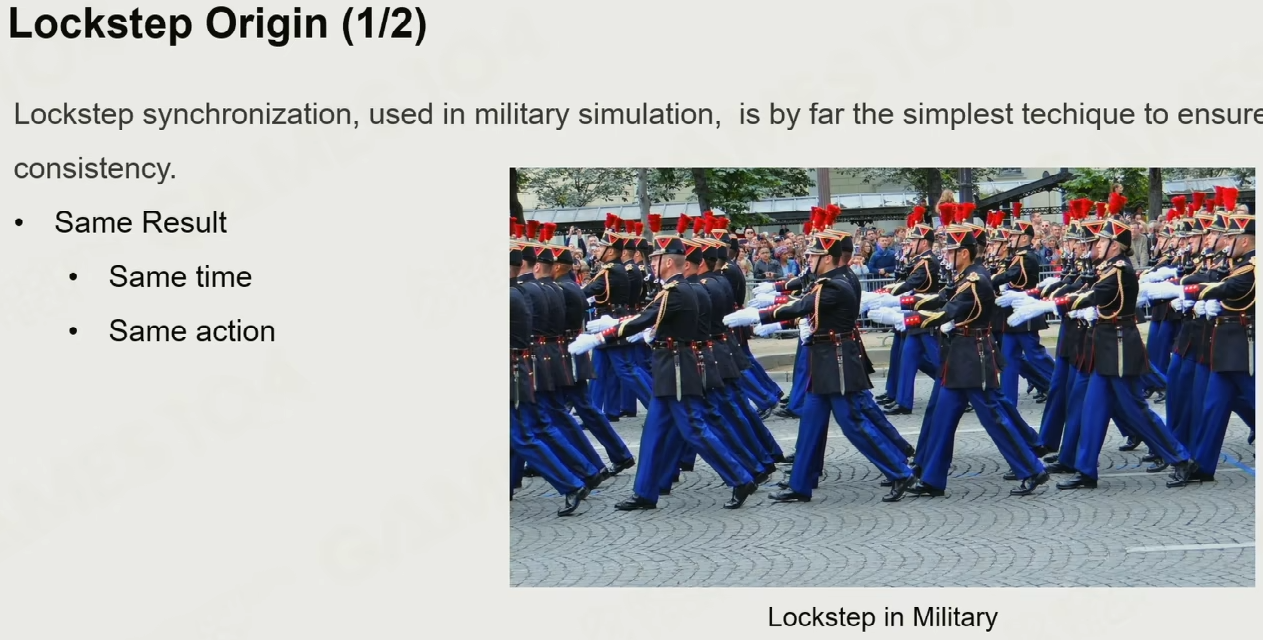 Lockstep Origin (1/2)
Lockstep synchronization, used in military simulation, is by far the simplest techique to ensure
consistency.
• Same Result
• Same time
• Same action
Lockstep in Military